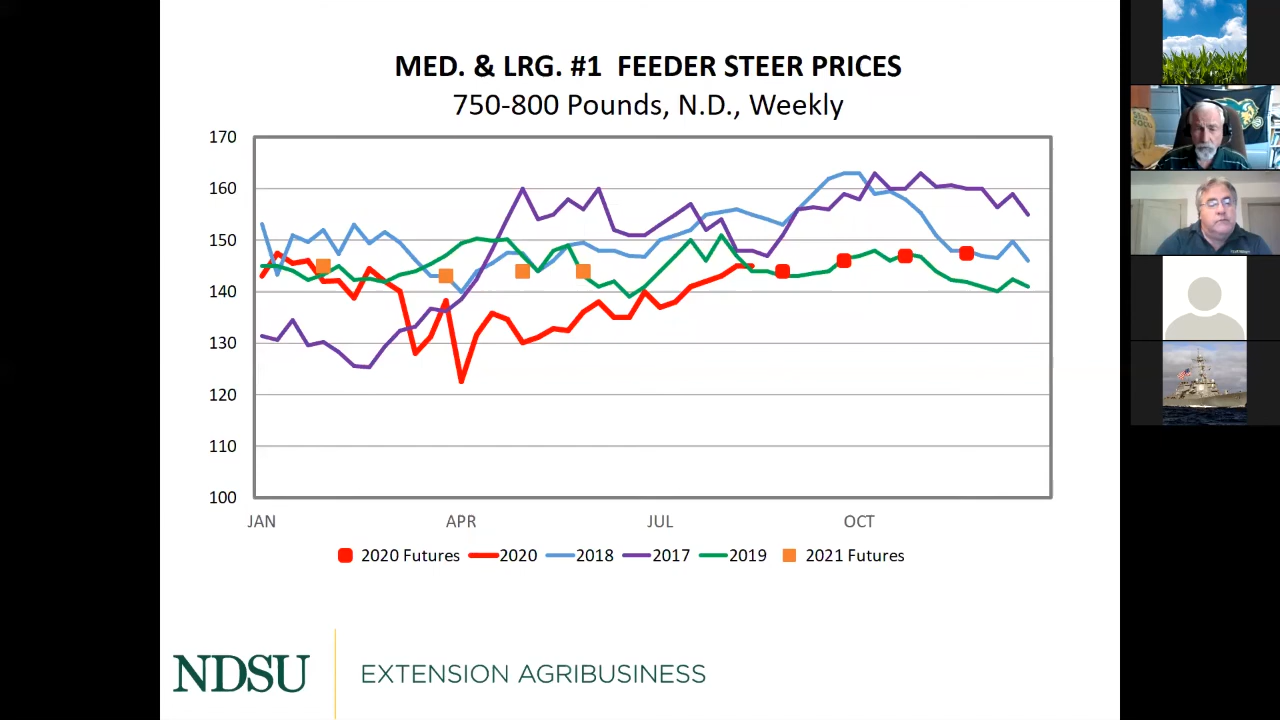 MED. & LRG. #1 FEEDER STEER PRICES
750-800 Pounds, N.D., Weekly
170
160
150
140
130
120
110
100
JAN APR JUL OCT
2020 Futures 2020 2018 2017 2019 2021 Futures
NDSU EXTENSION AGRIBUSINESS